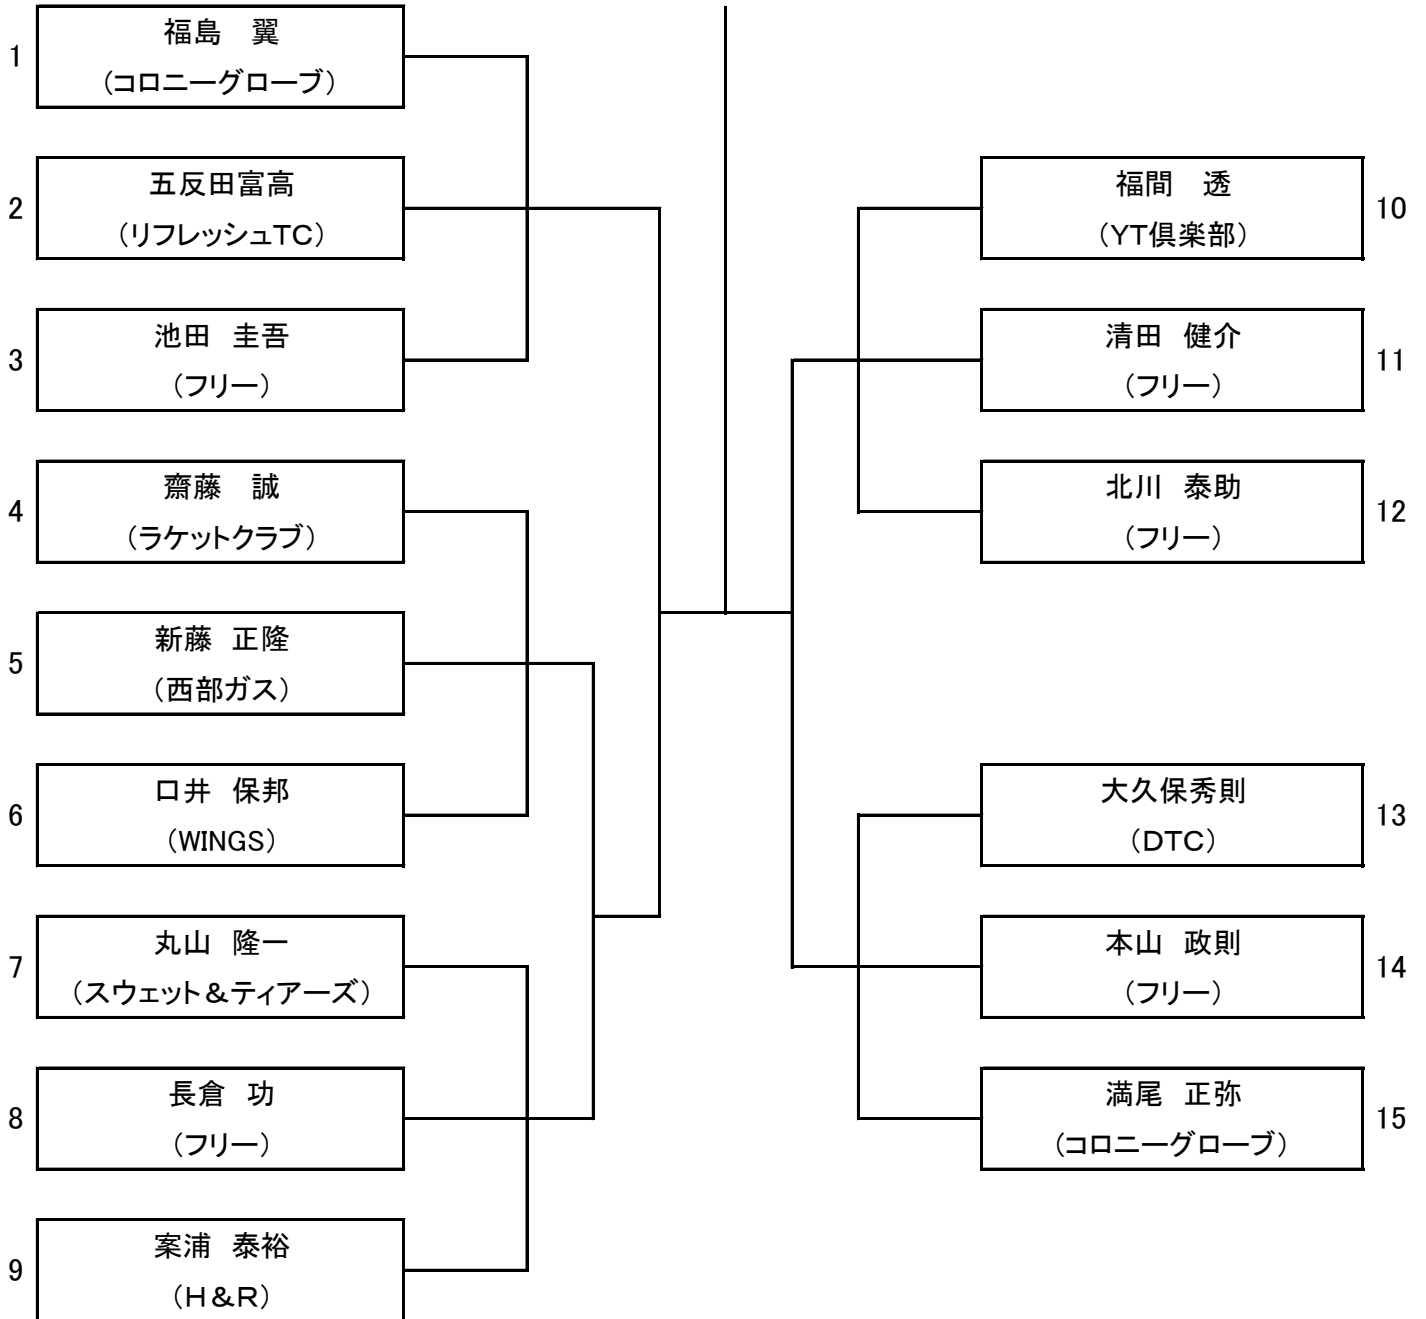 1
福島　翼
（コロニーグローブ）
2
五反田富高
（リフレッシュTC）
3
池田　圭吾
（フリー）
4
齋藤　誠
（ラケットクラブ）
5
新藤　正隆
（西部ガス）
6
口井　保邦
（WINGS）
7
丸山　隆一
（スウェット＆ティアーズ）
8
長倉　功
（フリー）
9
案浦　泰裕
（H＆R）
福間　透
（YT倶楽部）
10
清田　健介
（フリー）
11
北川　泰助
（フリー）
12
大久保秀則
（DTC）
13
本山　政則
（フリー）
14
満尾　正弥
（コロニーグローブ）
15